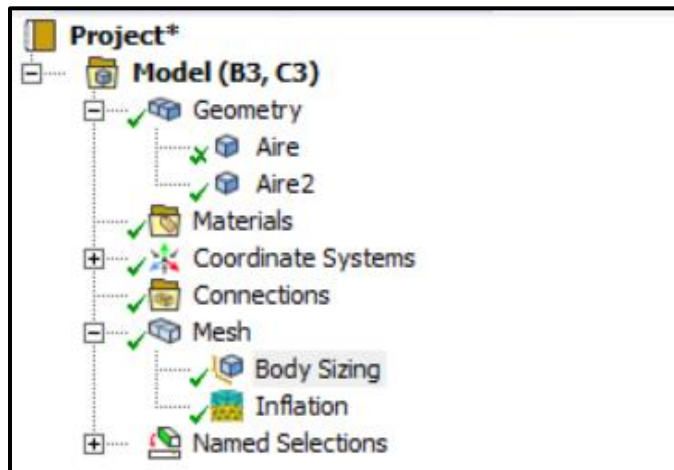 Project*
Model (B3, C3)
Geometry
Aire
Aire2
Materials
Coordinate Systems
Connections
Mesh
Body Sizing
Inflation
Named Selections